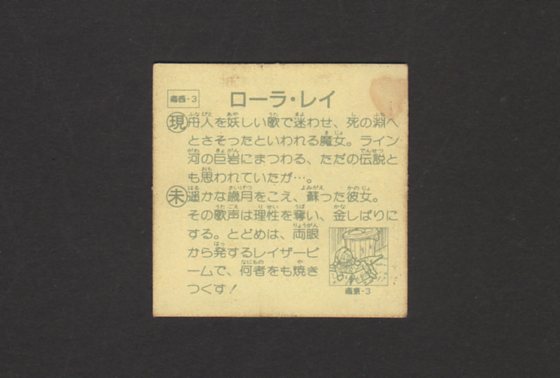 毒舌-3
ローラ・レイ
現 舟人を妖しい歌で迷わせ、死の淵へ
とさそったといわれる魔女。ライン
河の巨岩にまつわる、ただの伝説と
も思われていたが…。
未 遥かな歳月をこえ、蘇った彼女。
その歌声は理性を奪い、金しばりに
する。とどめは、両眼
から発するレイザービ
ームで、何者をも焼き
つくす!